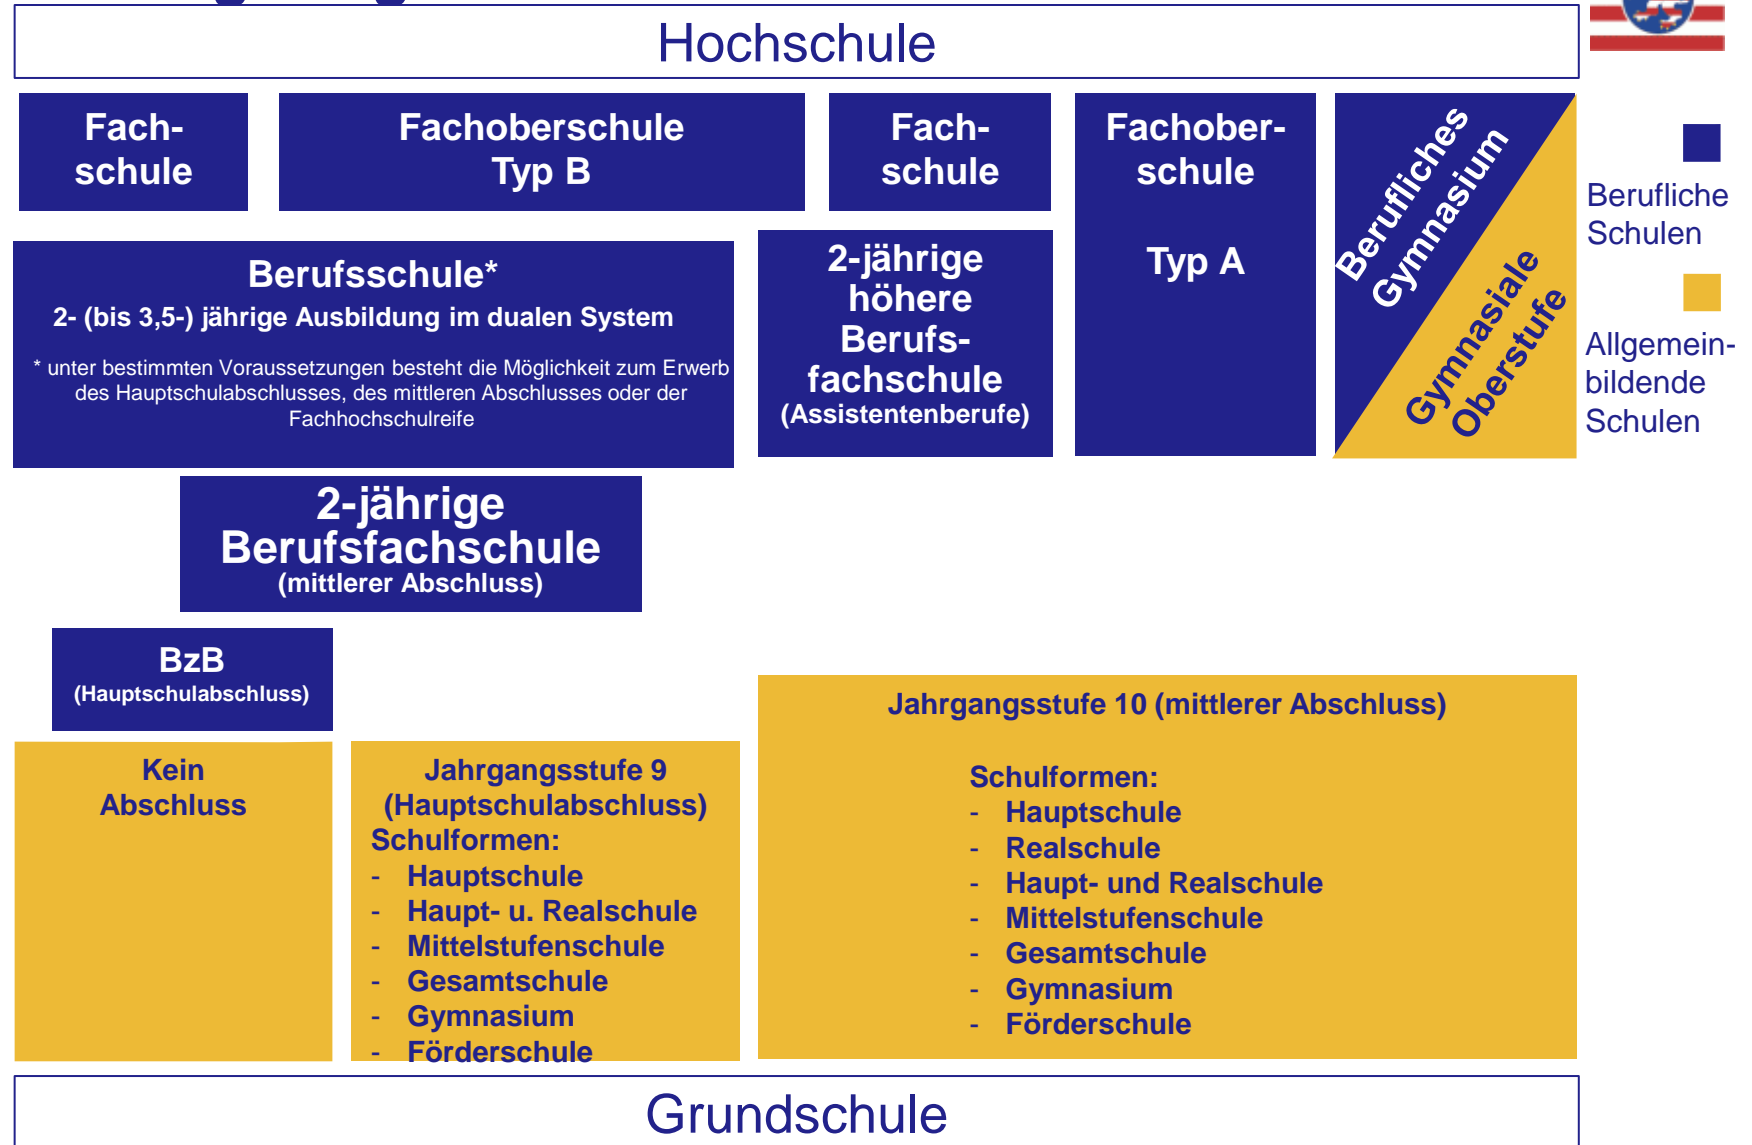 Hochschule
Fach-
schule
Fachoberschule
Typ B
Fach-
schule
Fachober-
schule
Typ A
Berufliches
Gymnasium
Gymnasiale
Oberstufe
Berufliche
Schulen
Allgemein-
bildende
Schulen
Berufsschule*
2- (bis 3,5-) jährige Ausbildung im dualen System
* unter bestimmten Voraussetzungen besteht die Möglichkeit zum Erwerb
des Hauptschulabschlusses, des mittleren Abschlusses oder der
Fachhochschulreife
2-jährige
höhere
Berufs-
fachschule
(Assistentenberufe)
2-jährige
Berufsfachschule
(mittlerer Abschluss)
BzB
(Hauptschulabschluss)
Kein
Abschluss
Jahrgangsstufe 9
(Hauptschulabschluss)
Schulformen:
- Hauptschule
- Haupt- u. Realschule
- Mittelstufenschule
- Gesamtschule
- Gymnasium
- Förderschule
Jahrgangsstufe 10 (mittlerer Abschluss)
Schulformen:
- Hauptschule
- Realschule
- Haupt- und Realschule
- Mittelstufenschule
- Gesamtschule
- Gymnasium
- Förderschule
Grundschule